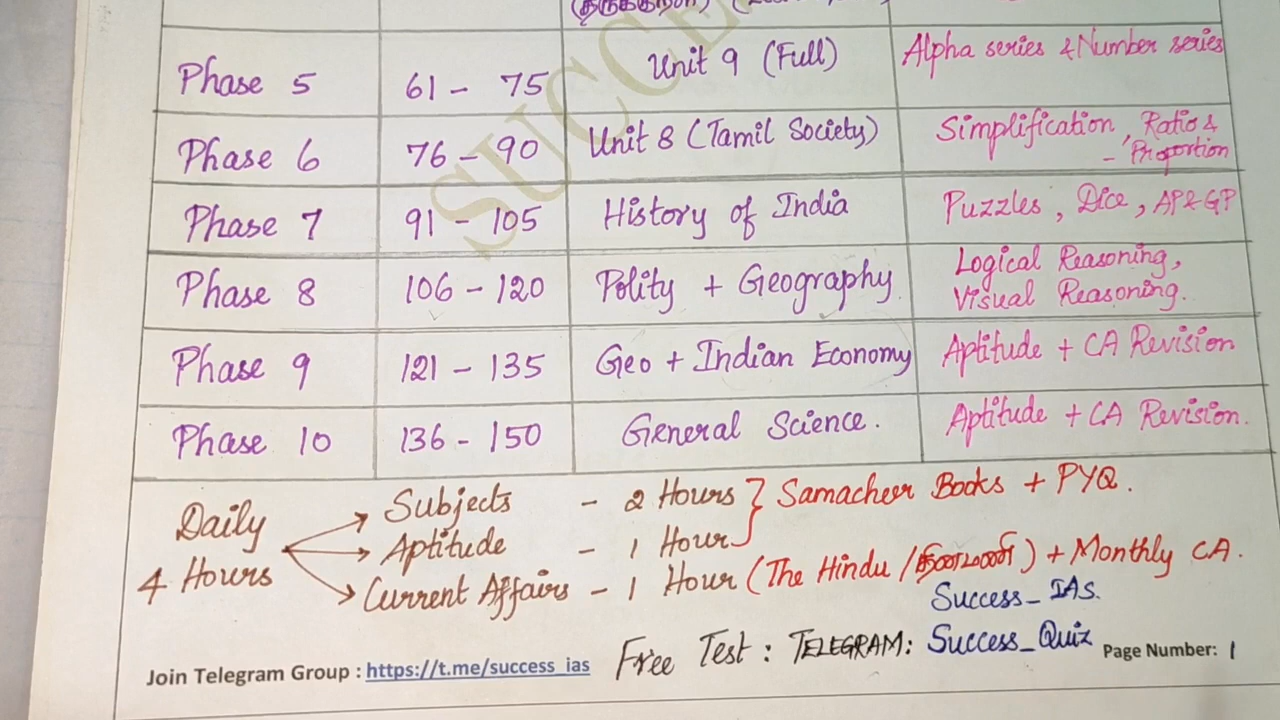 SUCCE
Phase 5 61 - 75 Unit 9 (Full) Alpha series & Number series
Phase 6 76 - 90 Unit 8 (Tamil Society) Simplification, Ratio &
- Proportion
Phase 7 91 - 105 History of India Puzzles, Dice, AP & GP
Phase 8 106 - 120 Polity + Geography Logical Reasoning,
Visual Reasoning.
Phase 9 121 - 135 Geo + Indian Economy Aptitude + CA Revision
Phase 10 136 - 150 General Science. Aptitude + CA Revision.
Daily
4 Hours
Subjects - 2 Hours } Samacheer Books + PYQ.
Aptitude - 1 Hour
Current Affairs - 1 Hour (The Hindu / ) + Monthly CA.
Success_IAS.
Free Test : TELEGRAM: Success_Quiz
Join Telegram Group : https://t.me/success_ias Page Number: 1